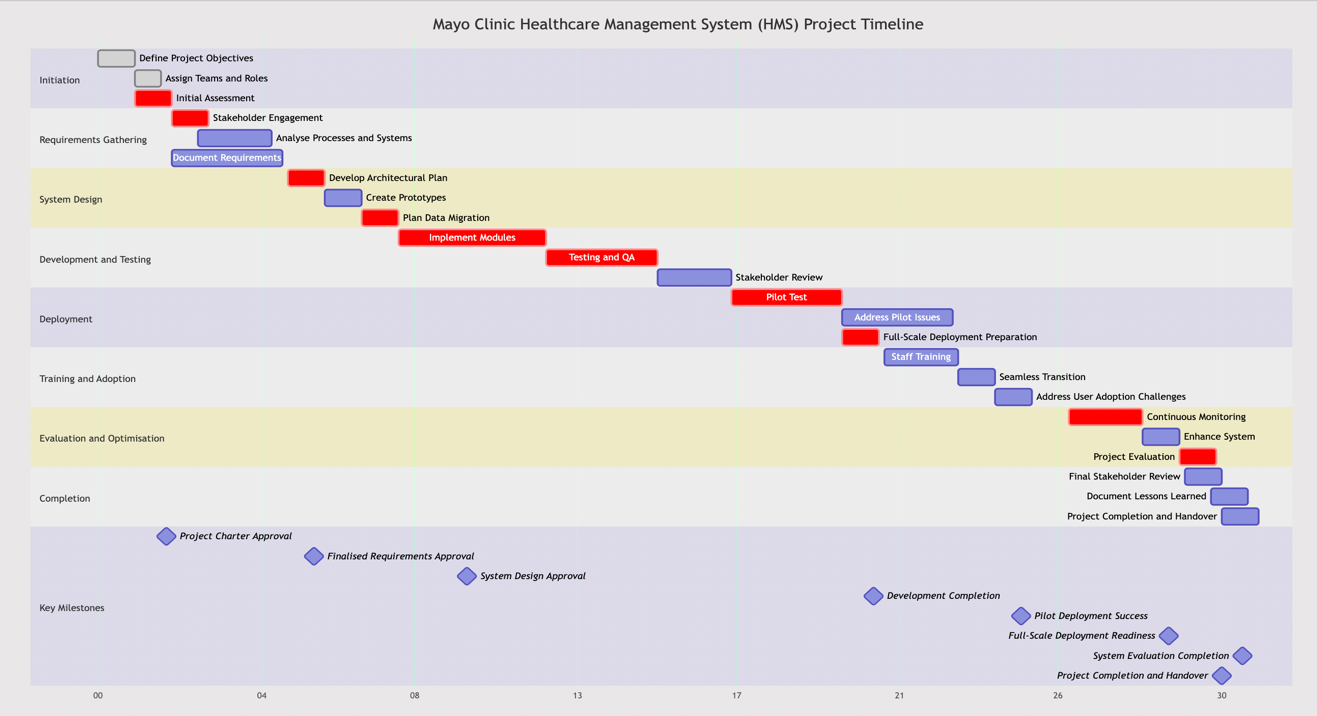 Mayo Clinic Healthcare Management System (HMS) Project Timeline
Define Project Objectives
Assign Teams and Roles
Initiation
Initial Assessment
Stakeholder Engagement
Analyse Processes and Systems
Requirements Gathering
Document Requirements
Develop Architectural Plan
Create Prototypes
System Design
Plan Data Migration
Implement Modules
Testing and QA
Development and Testing
Stakeholder Review
Pilot Test
Address Pilot Issues
Deployment
Full-Scale Deployment Preparation
Staff Training
Seamless Transition
Training and Adoption
Address User Adoption Challenges
Continuous Monitoring
Enhance System
Evaluation and Optimisation
Project Evaluation
Final Stakeholder Review
Document Lessons Learned
Completion
Project Completion and Handover
Project Charter Approval
Finalised Requirements Approval
System Design Approval
Development Completion
Key Milestones
Pilot Deployment Success
Full-Scale Deployment Readiness
System Evaluation Completion
Project Completion and Handover
00 04 08 13 17 21 26 30